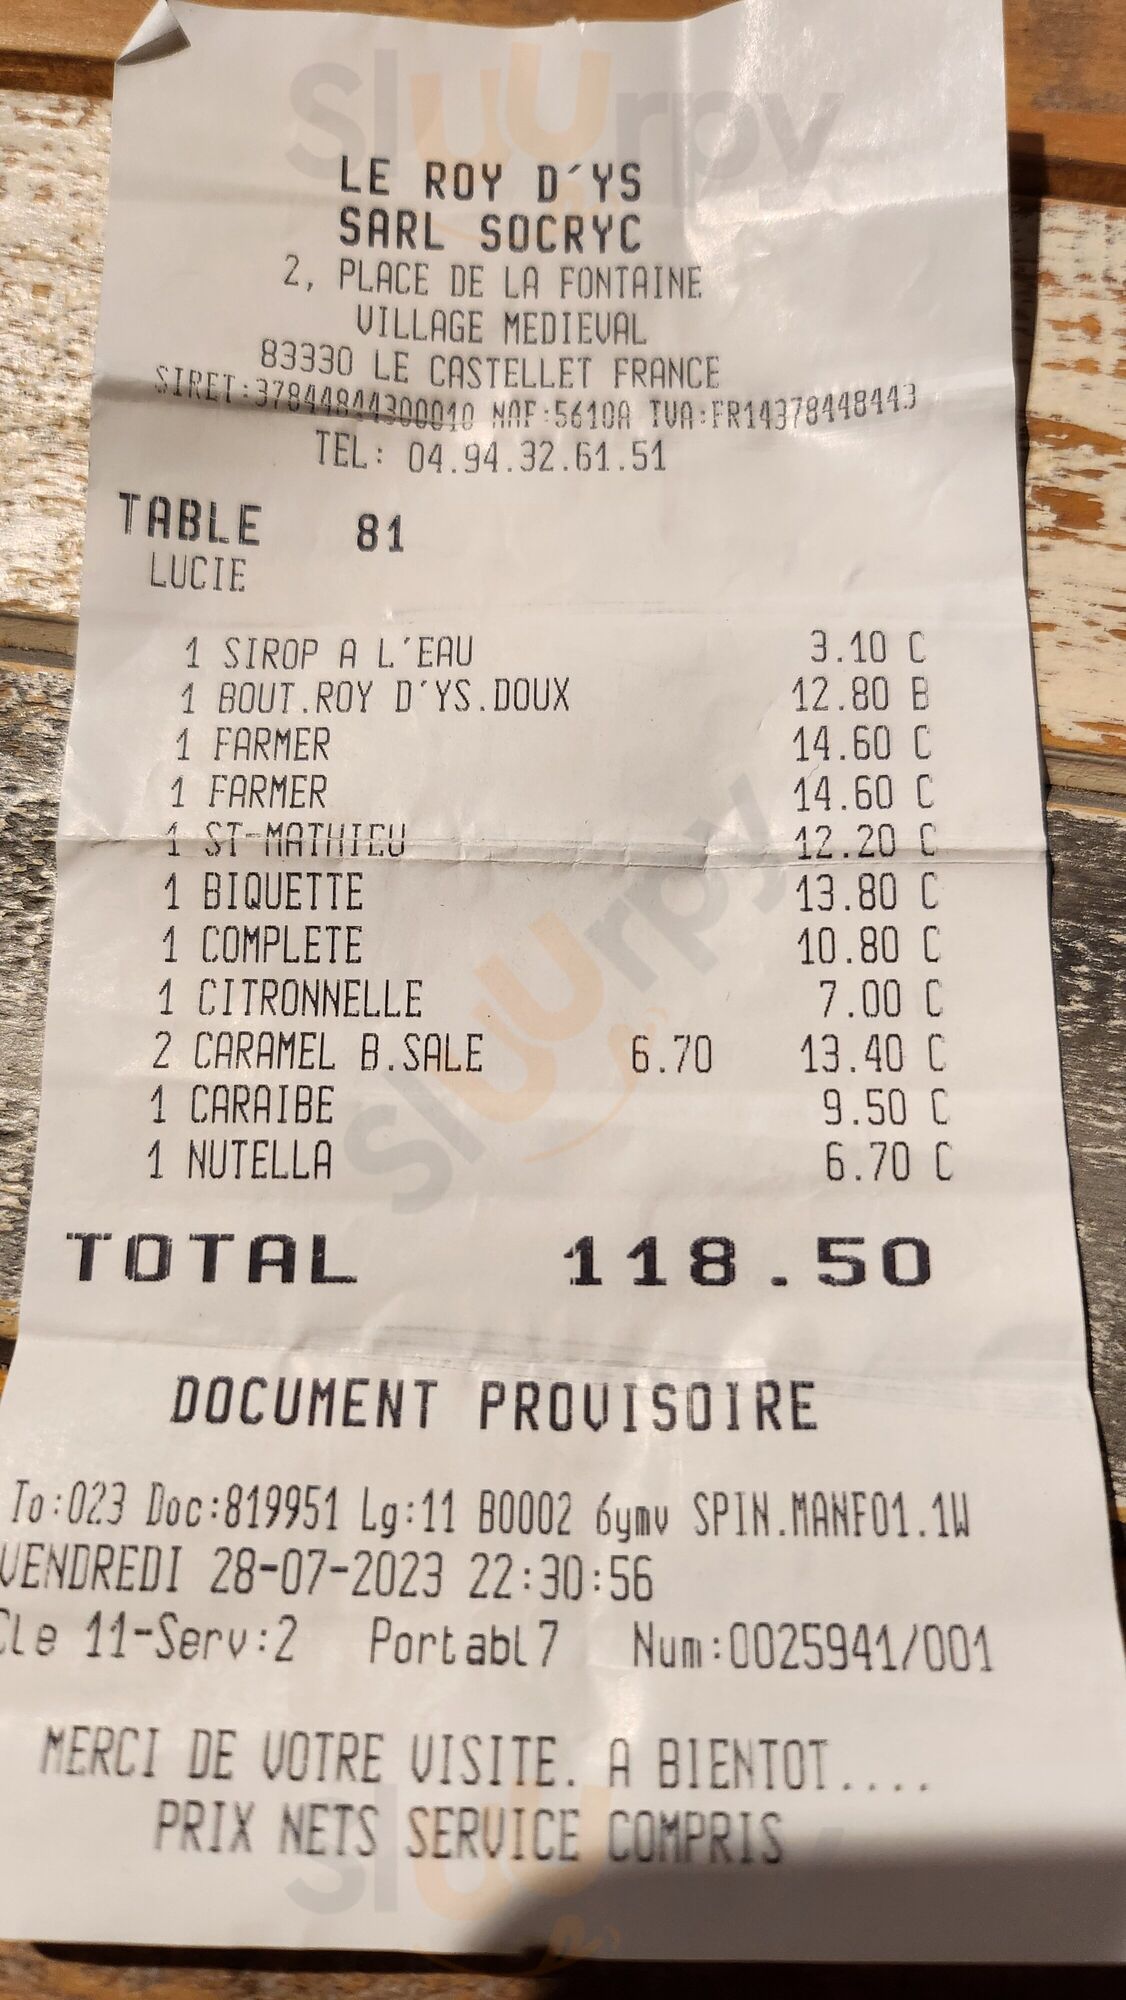 LE ROY D´YS
SARL SOCRYC
2, PLACE DE LA FONTAINE
VILLAGE MEDIEVAL
83330 LE CASTELLET FRANCE
SIRET:37844844300010 NAF:5610A TVA:FR14378448443
TEL: 04.94.32.61.51
TABLE 81
LUCIE
1 SIROP A L´EAU 3.10 C
1 BOUT.ROY D´YS.DOUX 12.80 B
1 FARMER 14.60 C
1 FARMER 14.60 C
1 ST-MATHIEU 12.20 C
1 BIQUETTE 13.80 C
1 COMPLETE 10.80 C
1 CITRONNELLE 7.00 C
2 CARAMEL B.SALE 6.70 13.40 C
1 CARAIBE 9.50 C
1 NUTELLA 6.70 C
TOTAL 118.50
DOCUMENT PROVISOIRE
To:023 Doc:819951 Lg:11 B0002 6ymv SPIN.MANF01.1W
VENDREDI 28-07-2023 22:30:56
Cle 11-Serv:2 Portabl7 Num:0025941/001
MERCI DE VOTRE VISITE. A BIENTOT....
PRIX NETS SERVICE COMPRIS
sluurpy
sluurpy
sluurpy